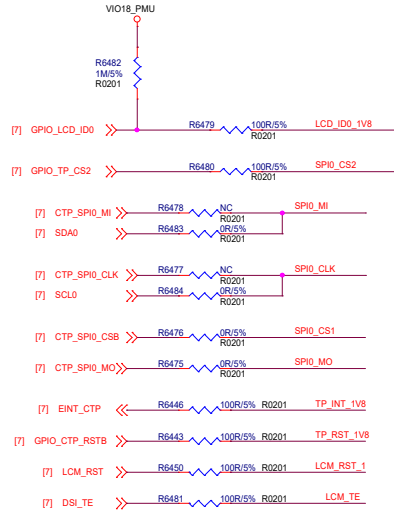 VIO18_PMU
R6482
1M/5%
R0201
[7] GPIO_LCD_ID0 R6479 100R/5% LCD_ID0_1V8
R0201
[7] GPIO_TP_CS2 R6480 100R/5% SPI0_CS2
R0201
[7] CTP_SPI0_MI R6478 NC SPI0_MI
R0201
[7] SDA0 R6483 0R/5%
R0201
[7] CTP_SPI0_CLK R6477 NC SPI0_CLK
R0201
[7] SCL0 R6484 0R/5%
R0201
[7] CTP_SPI0_CSB R6476 0R/5% SPI0_CS1
R0201
[7] CTP_SPI0_MO R6475 0R/5% SPI0_MO
R0201
[7] EINT_CTP R6446 100R/5% R0201 TP_INT_1V8
[7] GPIO_CTP_RSTB R6443 100R/5% R0201 TP_RST_1V8
[7] LCM_RST R6450 100R/5% R0201 LCM_RST_1
[7] DSI_TE R6481 100R/5% R0201 LCM_TE